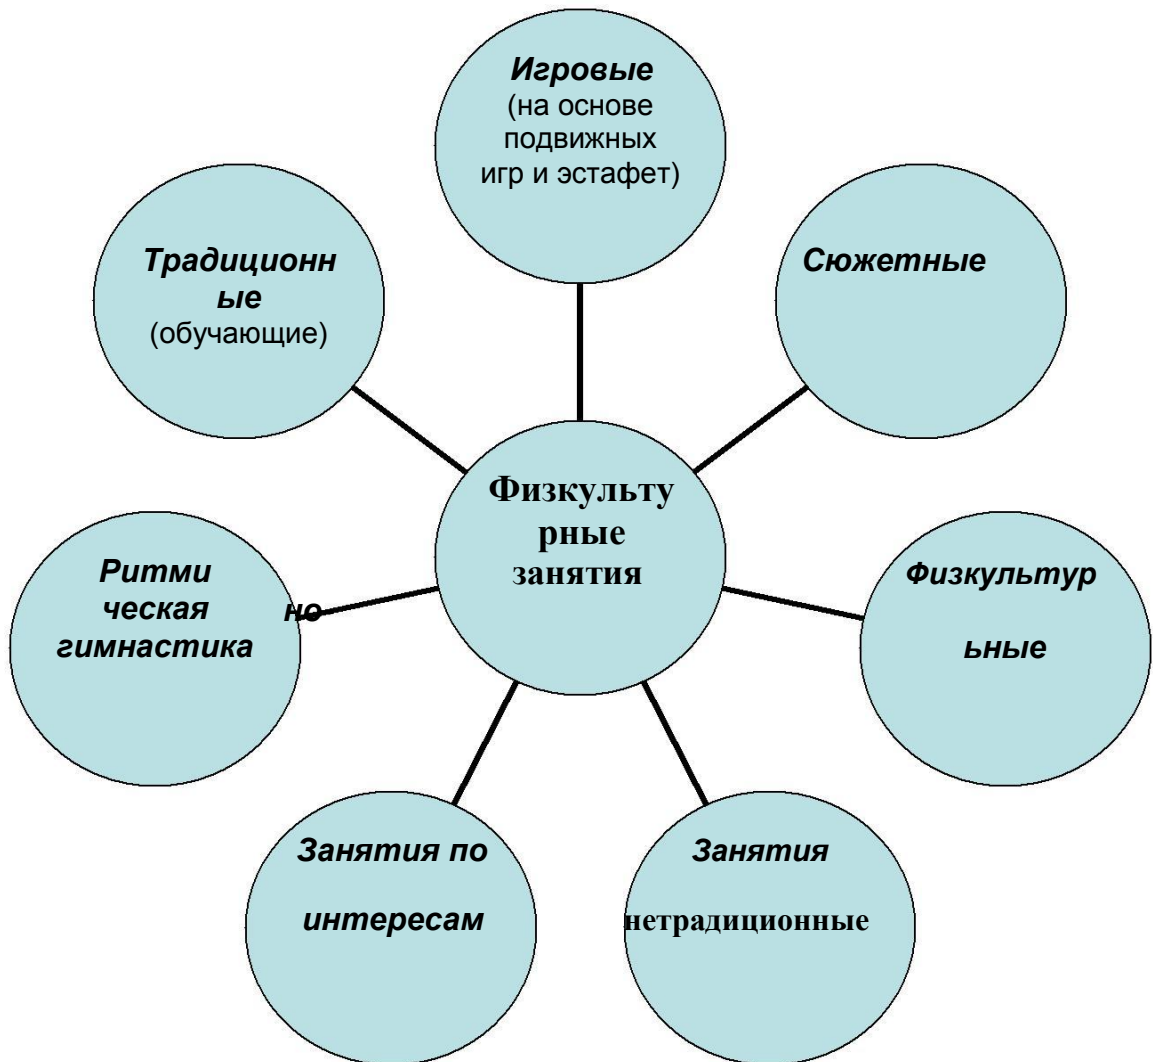 Игровые
(на основе
подвижных
игр и эстафет)
Традиционн
ые
(обучающие)
Сюжетные
Физкульту
рные
занятия
Ритми
ческая
гимнастика
но
Физкультур
ьные
Занятия по
интересам
Занятия
нетрадиционные